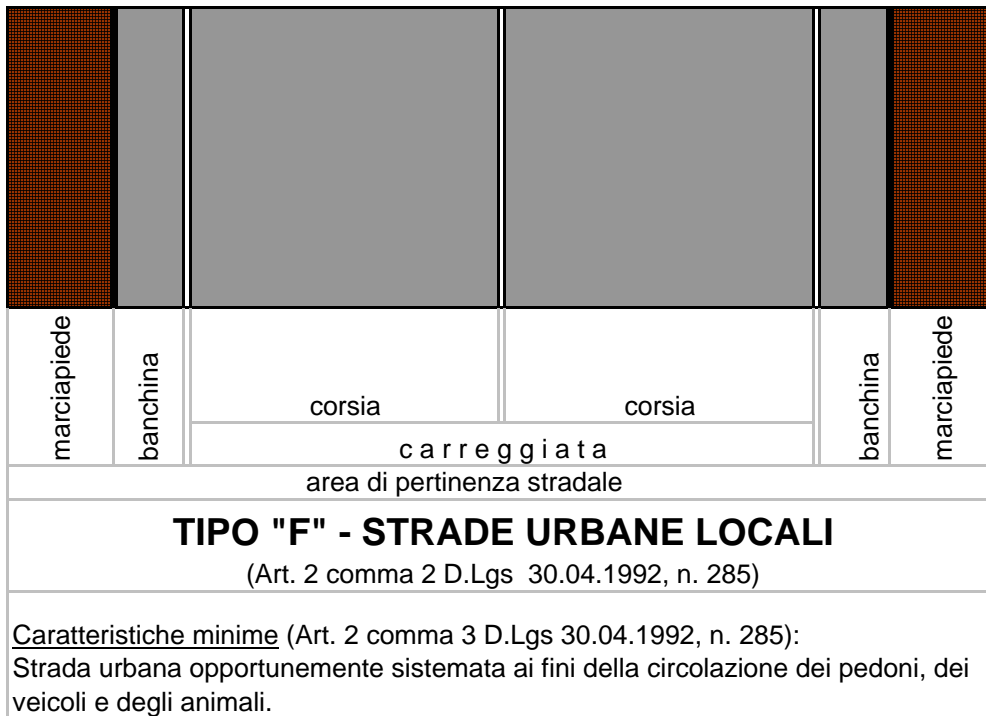 marciapiede
banchina
corsia
corsia
banchina
marciapiede
carreggiata
area di pertinenza stradale
TIPO "F" - STRADE URBANE LOCALI
(Art. 2 comma 2 D.Lgs 30.04.1992, n. 285)
Caratteristiche minime (Art. 2 comma 3 D.Lgs 30.04.1992, n. 285):
Strada urbana opportunemente sistemata ai fini della circolazione dei pedoni, dei
veicoli e degli animali.